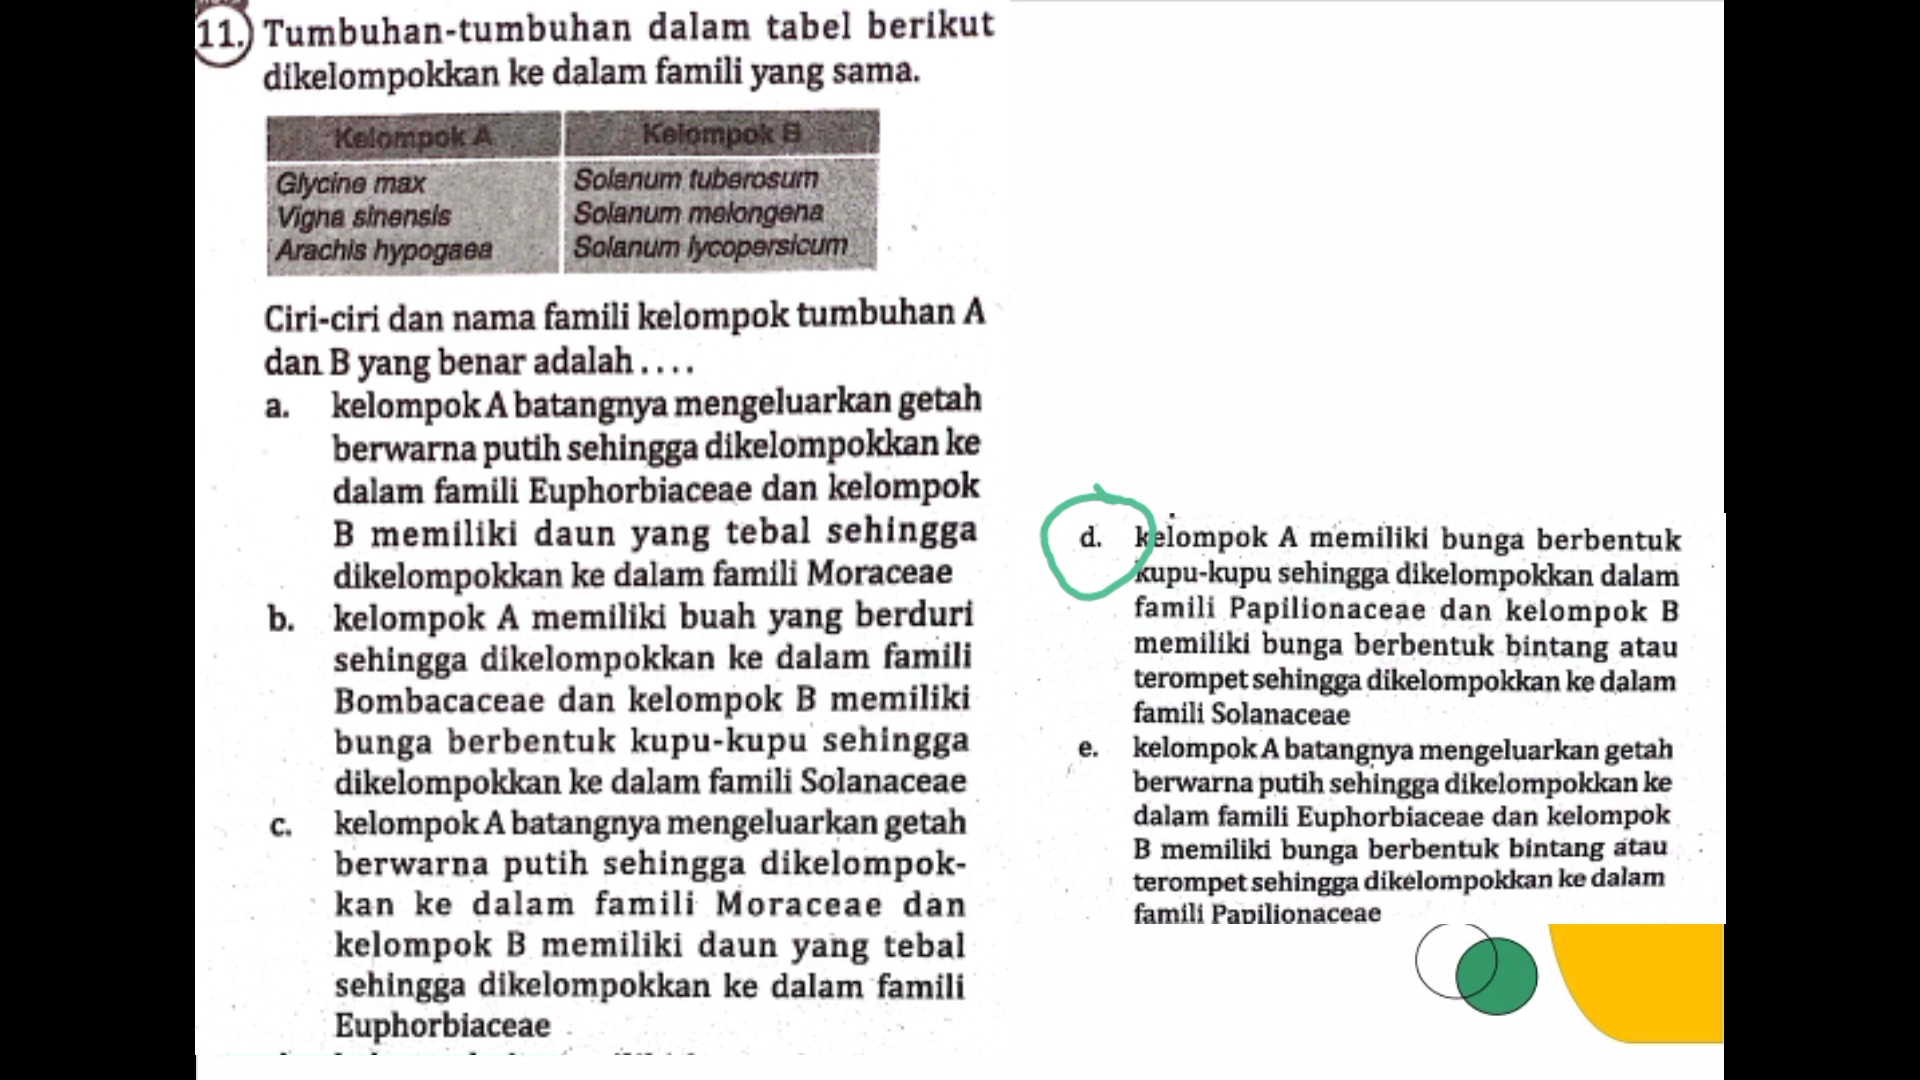 11. Tumbuhan-tumbuhan dalam tabel berikut
dikelompokkan ke dalam famili yang sama.
Kelompok A Kelompok B
Glycine max Solanum tuberosum
Vigna sinensis Solanum melongena
Arachis hypogaea Solanum lycopersicum
Ciri-ciri dan nama famili kelompok tumbuhan A
dan B yang benar adalah . . . .
a. kelompok A batangnya mengeluarkan getah
berwarna putih sehingga dikelompokkan ke
dalam famili Euphorbiaceae dan kelompok
B memiliki daun yang tebal sehingga
dikelompokkan ke dalam famili Moraceae
b. kelompok A memiliki buah yang berduri
sehingga dikelompokkan ke dalam famili
Bombacaceae dan kelompok B memiliki
bunga berbentuk kupu-kupu sehingga
dikelompokkan ke dalam famili Solanaceae
c. kelompok A batangnya mengeluarkan getah
berwarna putih sehingga dikelompok-
kan ke dalam famili Moraceae dan
kelompok B memiliki daun yang tebal
sehingga dikelompokkan ke dalam famili
Euphorbiaceae
d. kelompok A memiliki bunga berbentuk
kupu-kupu sehingga dikelompokkan dalam
famili Papilionaceae dan kelompok B
memiliki bunga berbentuk bintang atau
terompet sehingga dikelompokkan ke dalam
famili Solanaceae
e. kelompok A batangnya mengeluarkan getah
berwarna putih sehingga dikelompokkan ke
dalam famili Euphorbiaceae dan kelompok
B memiliki bunga berbentuk bintang atau
terompet sehingga dikelompokkan ke dalam
famili Papilionaceae